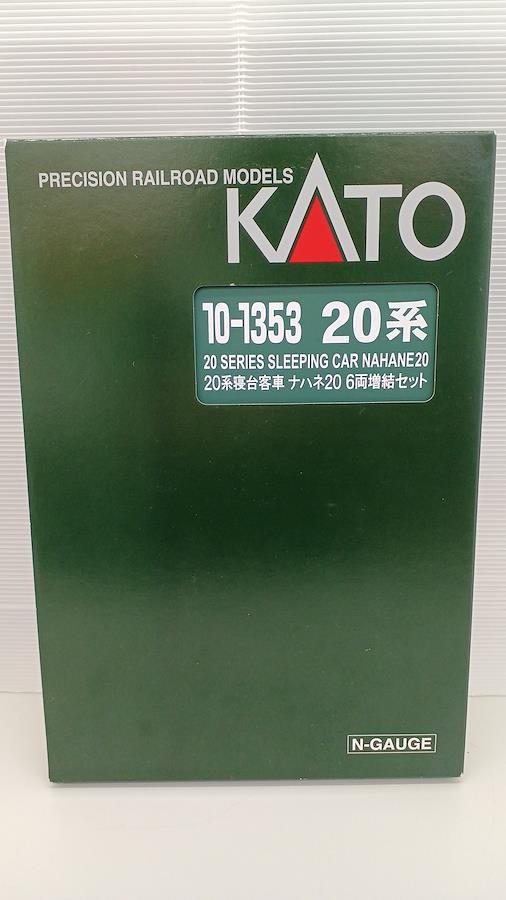 PRECISION RAILROAD MODELS
KATO
10-1353 20系
20 SERIES SLEEPING CAR NAHANE20
20系寝台客車 ナハネ20 6両増結セット
N-GAUGE